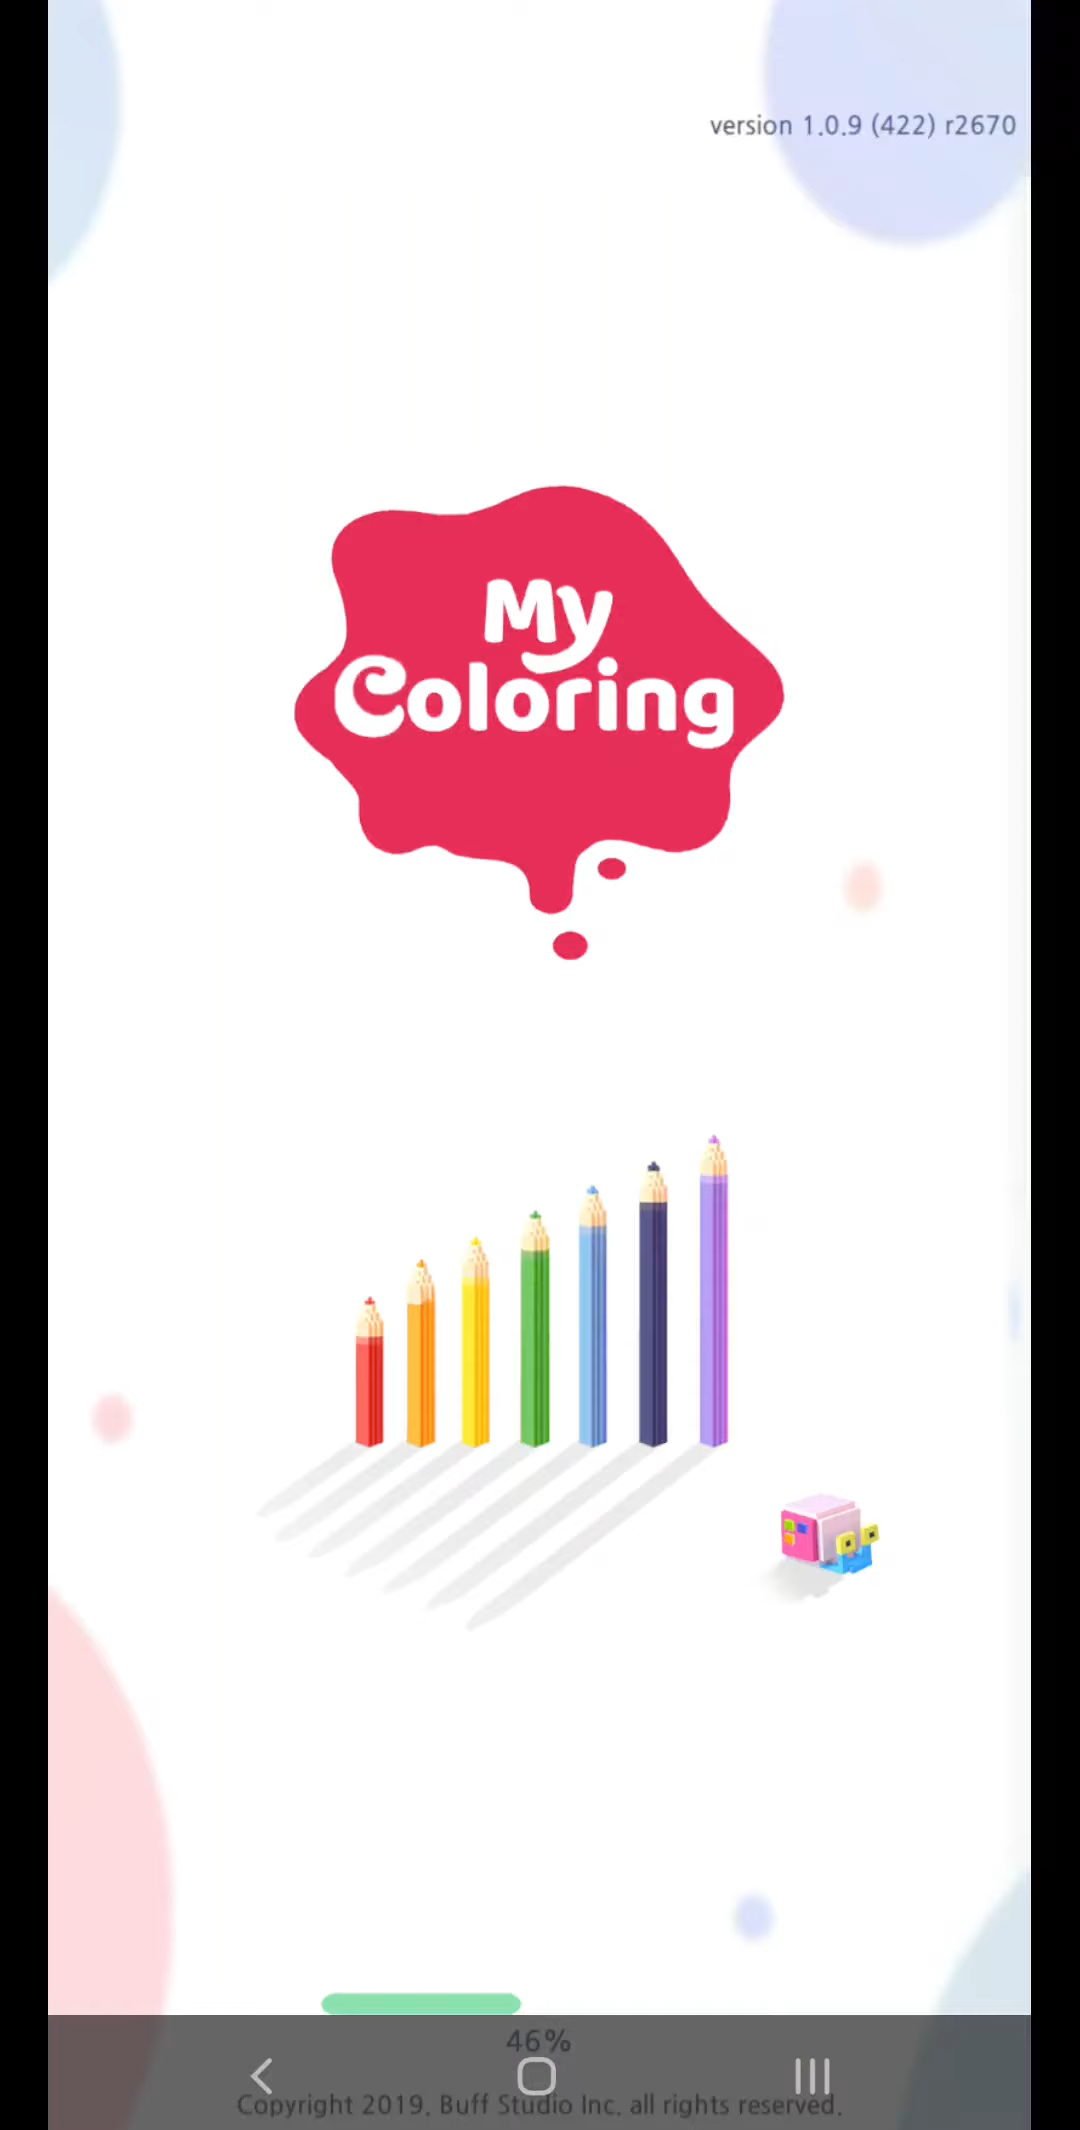 version 1.0.9 (422) r2670
My
Coloring
46%
Copyright 2019. Buff Studio Inc. all rights reserved.